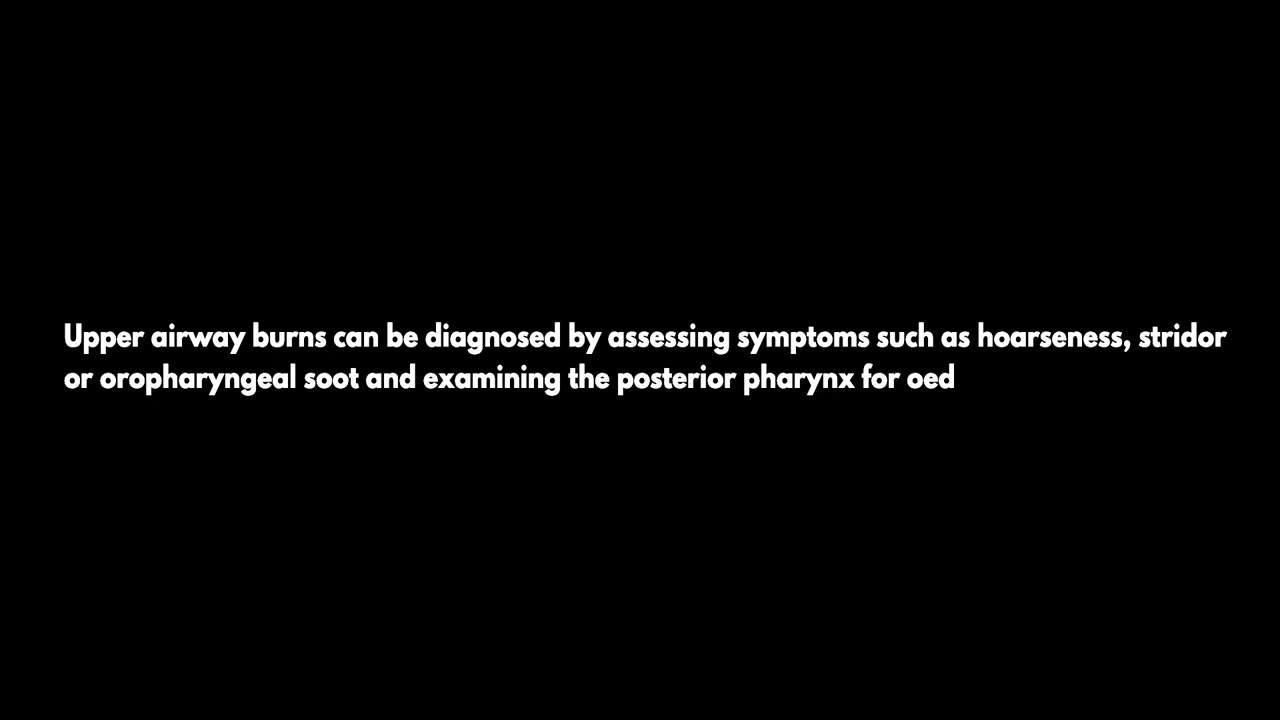 Upper airway burns can be diagnosed by assessing symptoms such as hoarseness, stridor
or oropharyngeal soot and examining the posterior pharynx for oed